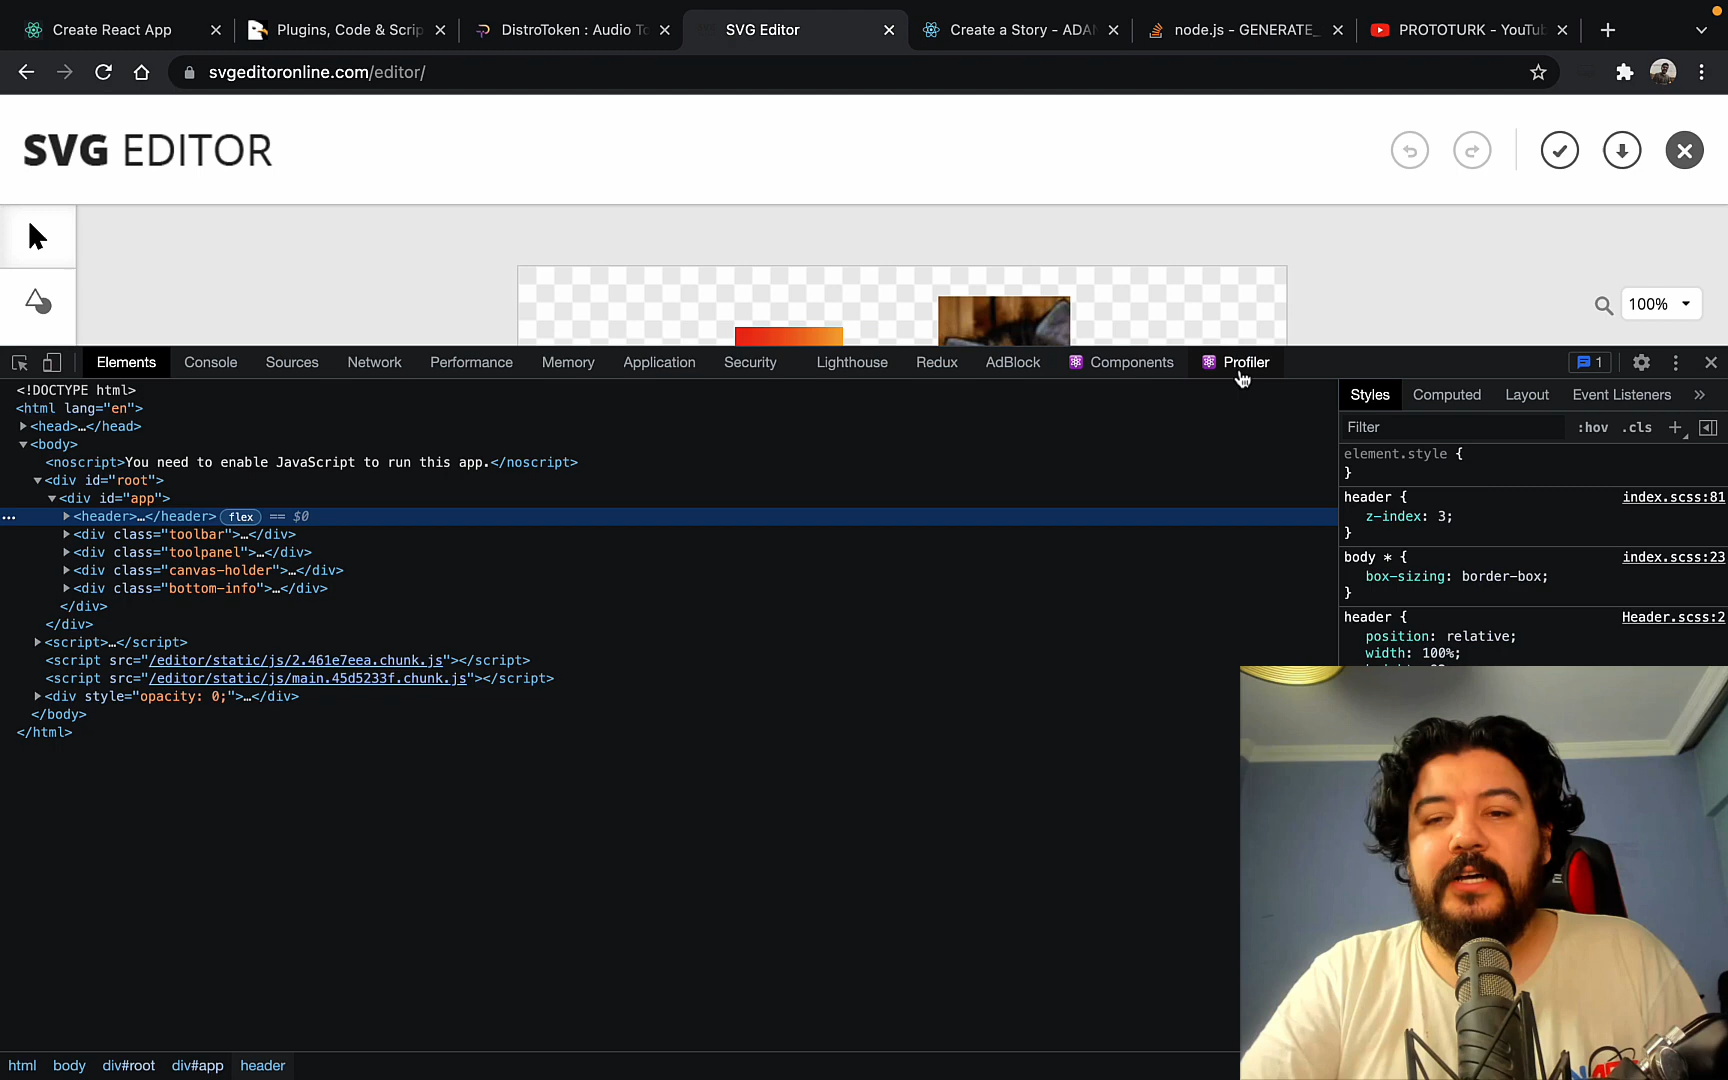 Create React App
Plugins, Code & Scrip
DistroToken : Audio To
SVG Editor
Create a Story - ADAN
node.js - GENERATE_
PROTOTURK - YouTub
svgeditoronline.com/editor/
SVG EDITOR
100%
Elements
Console
Sources
Network
Performance
Memory
Application
Security
Lighthouse
Redux
AdBlock
Components
Profiler
1
<!DOCTYPE html>
<html lang="en">
<head>…</head>
<body>
<noscript>You need to enable JavaScript to run this app.</noscript>
<div id="root">
<div id="app">
<header>…</header> flex == $0
<div class="toolbar">…</div>
<div class="toolpanel">…</div>
<div class="canvas-holder">…</div>
<div class="bottom-info">…</div>
</div>
</div>
<script>…</script>
<script src="/editor/static/js/2.461e7eea.chunk.js"></script>
<script src="/editor/static/js/main.45d5233f.chunk.js"></script>
<div style="opacity: 0;">…</div>
</body>
</html>
Styles
Computed
Layout
Event Listeners
Filter
:hov
.cls
element.style {
}
header {
index.scss:81
z-index: 3;
}
body * {
index.scss:23
box-sizing: border-box;
}
header {
Header.scss:2
position: relative;
width: 100%;
html
body
div#root
div#app
header